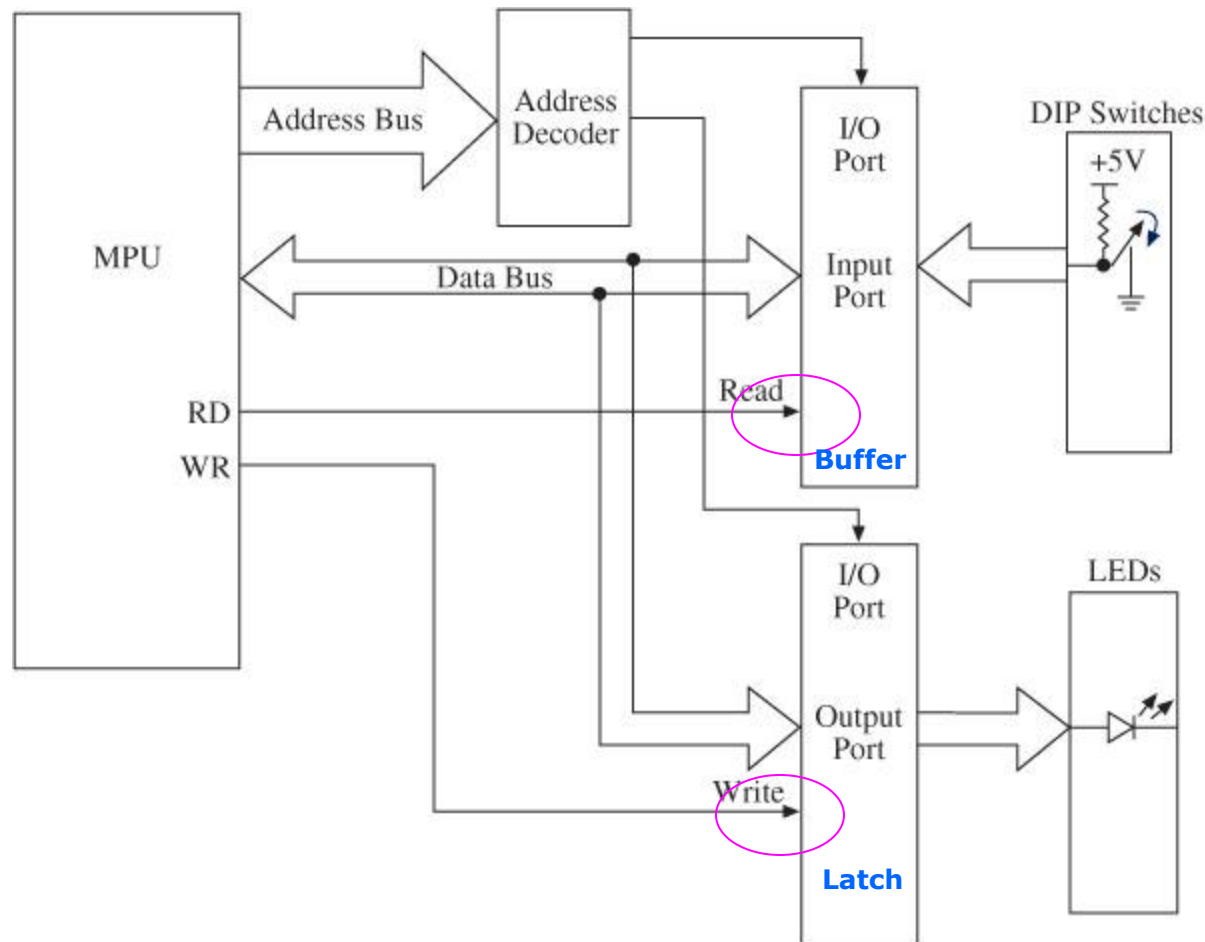 Address Bus
Address
Decoder
I/O
Port
DIP Switches
+5V
MPU
Data Bus
Input
Port
RD
Read
WR
Buffer
I/O
Port
LEDs
Output
Port
Write
Latch